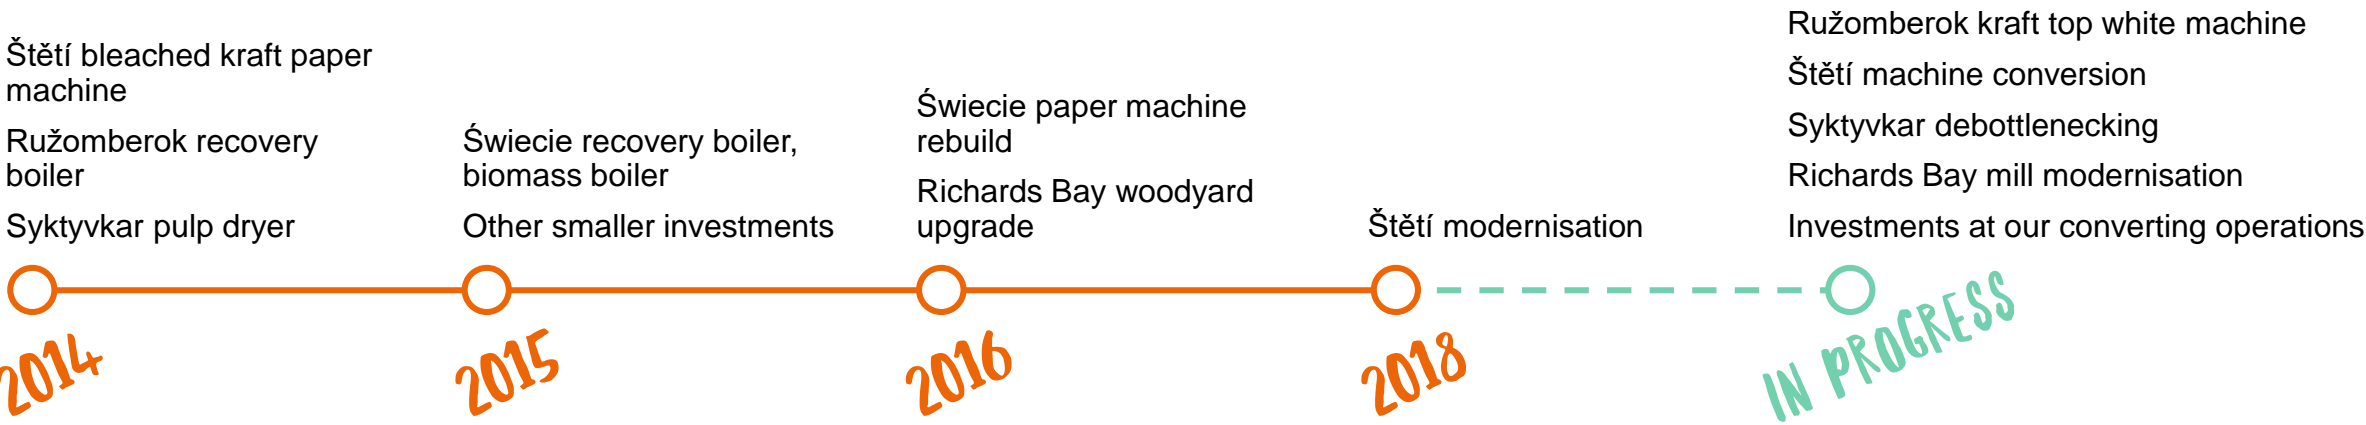 Štětí bleached kraft paper
machine
Ružomberok recovery
boiler
Syktyvkar pulp dryer
2014
Świecie recovery boiler,
biomass boiler
Other smaller investments
2015
Świecie paper machine
rebuild
Richards Bay woodyard
upgrade
2016
Štětí modernisation
2018
Ružomberok kraft top white machine
Štětí machine conversion
Syktyvkar debottlenecking
Richards Bay mill modernisation
Investments at our converting operations
IN PROGRESS